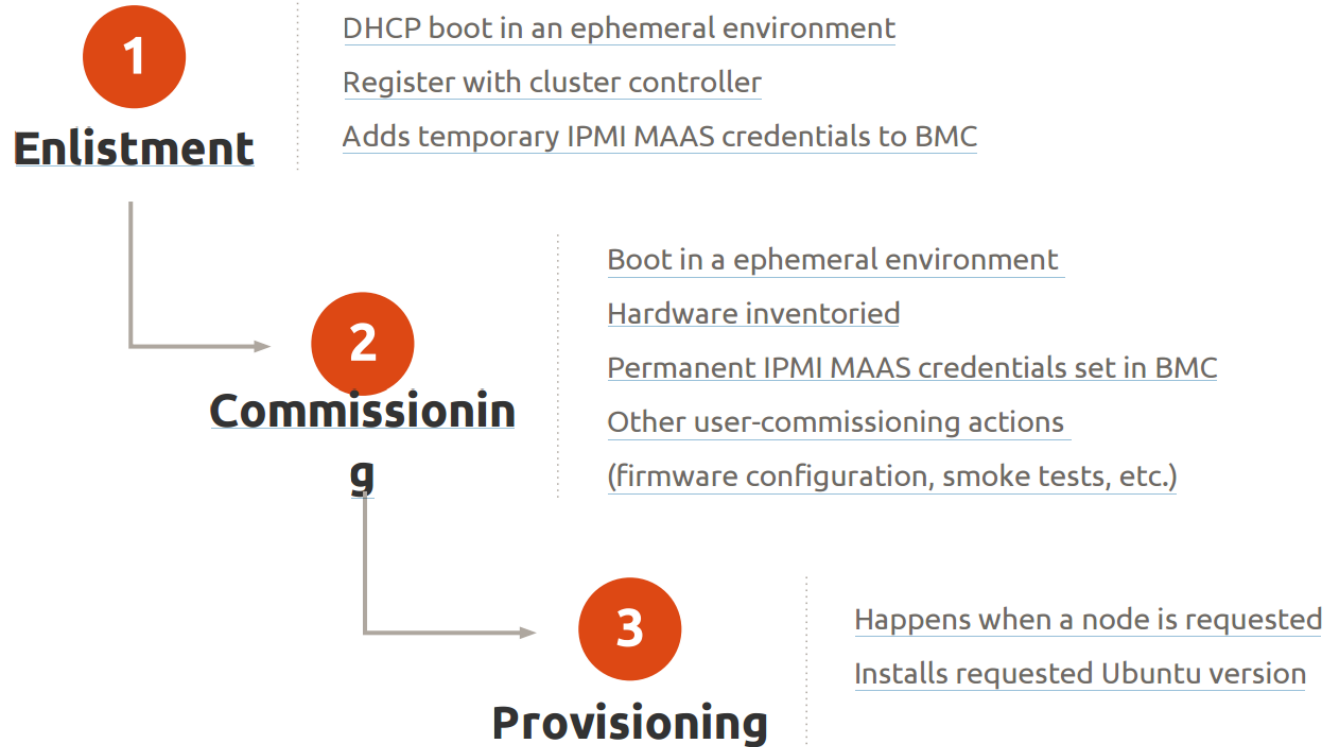 1
Enlistment
DHCP boot in an ephemeral environment
Register with cluster controller
Adds temporary IPMI MAAS credentials to BMC
2
Commissionin
g
Boot in a ephemeral environment
Hardware inventoried
Permanent IPMI MAAS credentials set in BMC
Other user-commissioning actions
(firmware configuration, smoke tests, etc.)
3
Provisioning
Happens when a node is requested
Installs requested Ubuntu version